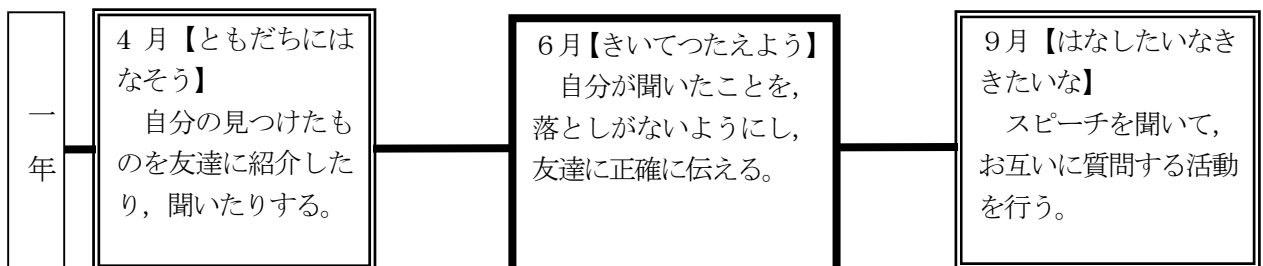 一年
4 月【ともだちには
なそう】
自分の見つけたも
のを友達に紹介した
り，聞いたりする。
6月【きいてつたえよう】
自分が聞いたことを，
落としがないようにし，
友達に正確に伝える。
9月【はなしたいなき
きたいな】
スピーチを聞いて，
お互いに質問する活動
を行う。